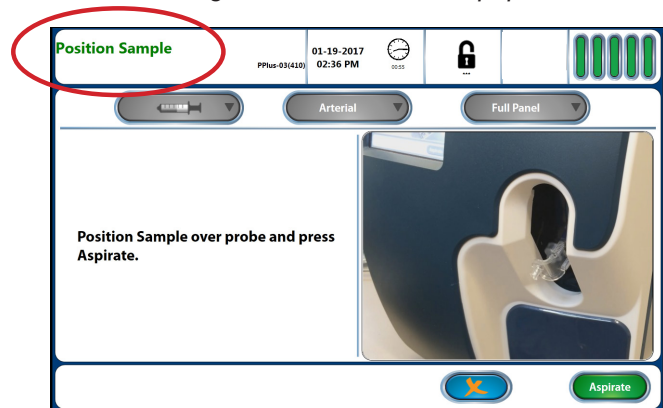 Position Sample
PPlus-03(410)
01-19-2017
02:36 PM
00:55
Arterial
Full Panel
Position Sample over probe and press
Aspirate.
Aspirate